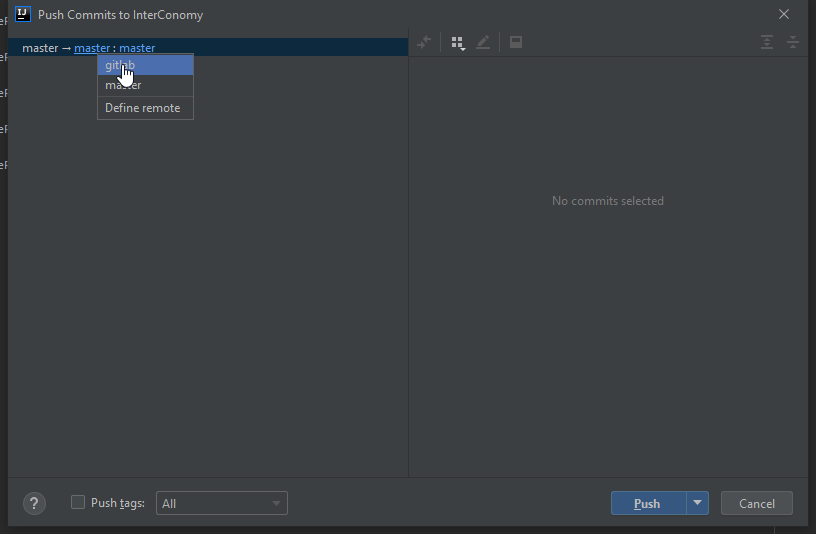 Push Commits to InterConomy
master → master : master
gitlab
master
Define remote
No commits selected
? Push tags: All Push Cancel